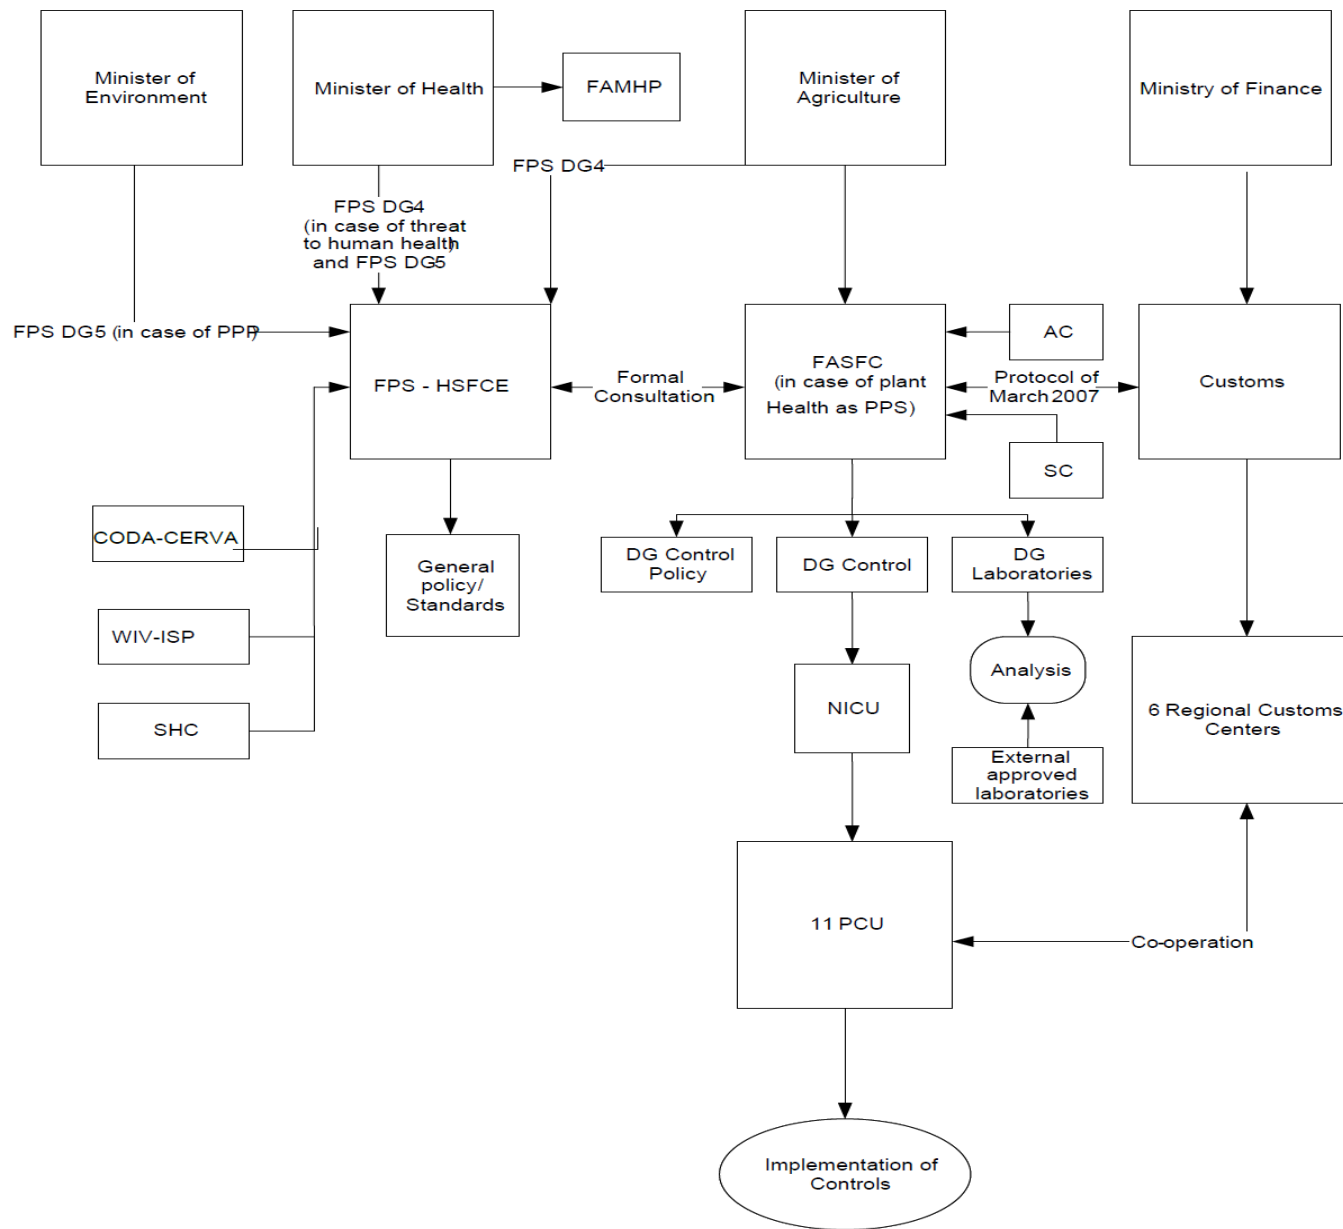 Minister of
Environment
Minister of Health
FAMHP
Minister of
Agriculture
Ministry of Finance
FPS DG4
FPS DG4
(in case of threat
to human health)
and FPS DG5
FPS DG5 (in case of PPP)
FPS - HSFCE
Formal
Consultation
FASFC
(in case of plant
Health as PPS)
AC
Protocol of
March 2007
SC
Customs
CODA-CERVA
WIV-ISP
SHC
General
policy/
Standards
DG Control
Policy
DG Control
DG
Laboratories
NICU
Analysis
External
approved
laboratories
6 Regional Customs
Centers
11 PCU
Co-operation
Implementation of
Controls